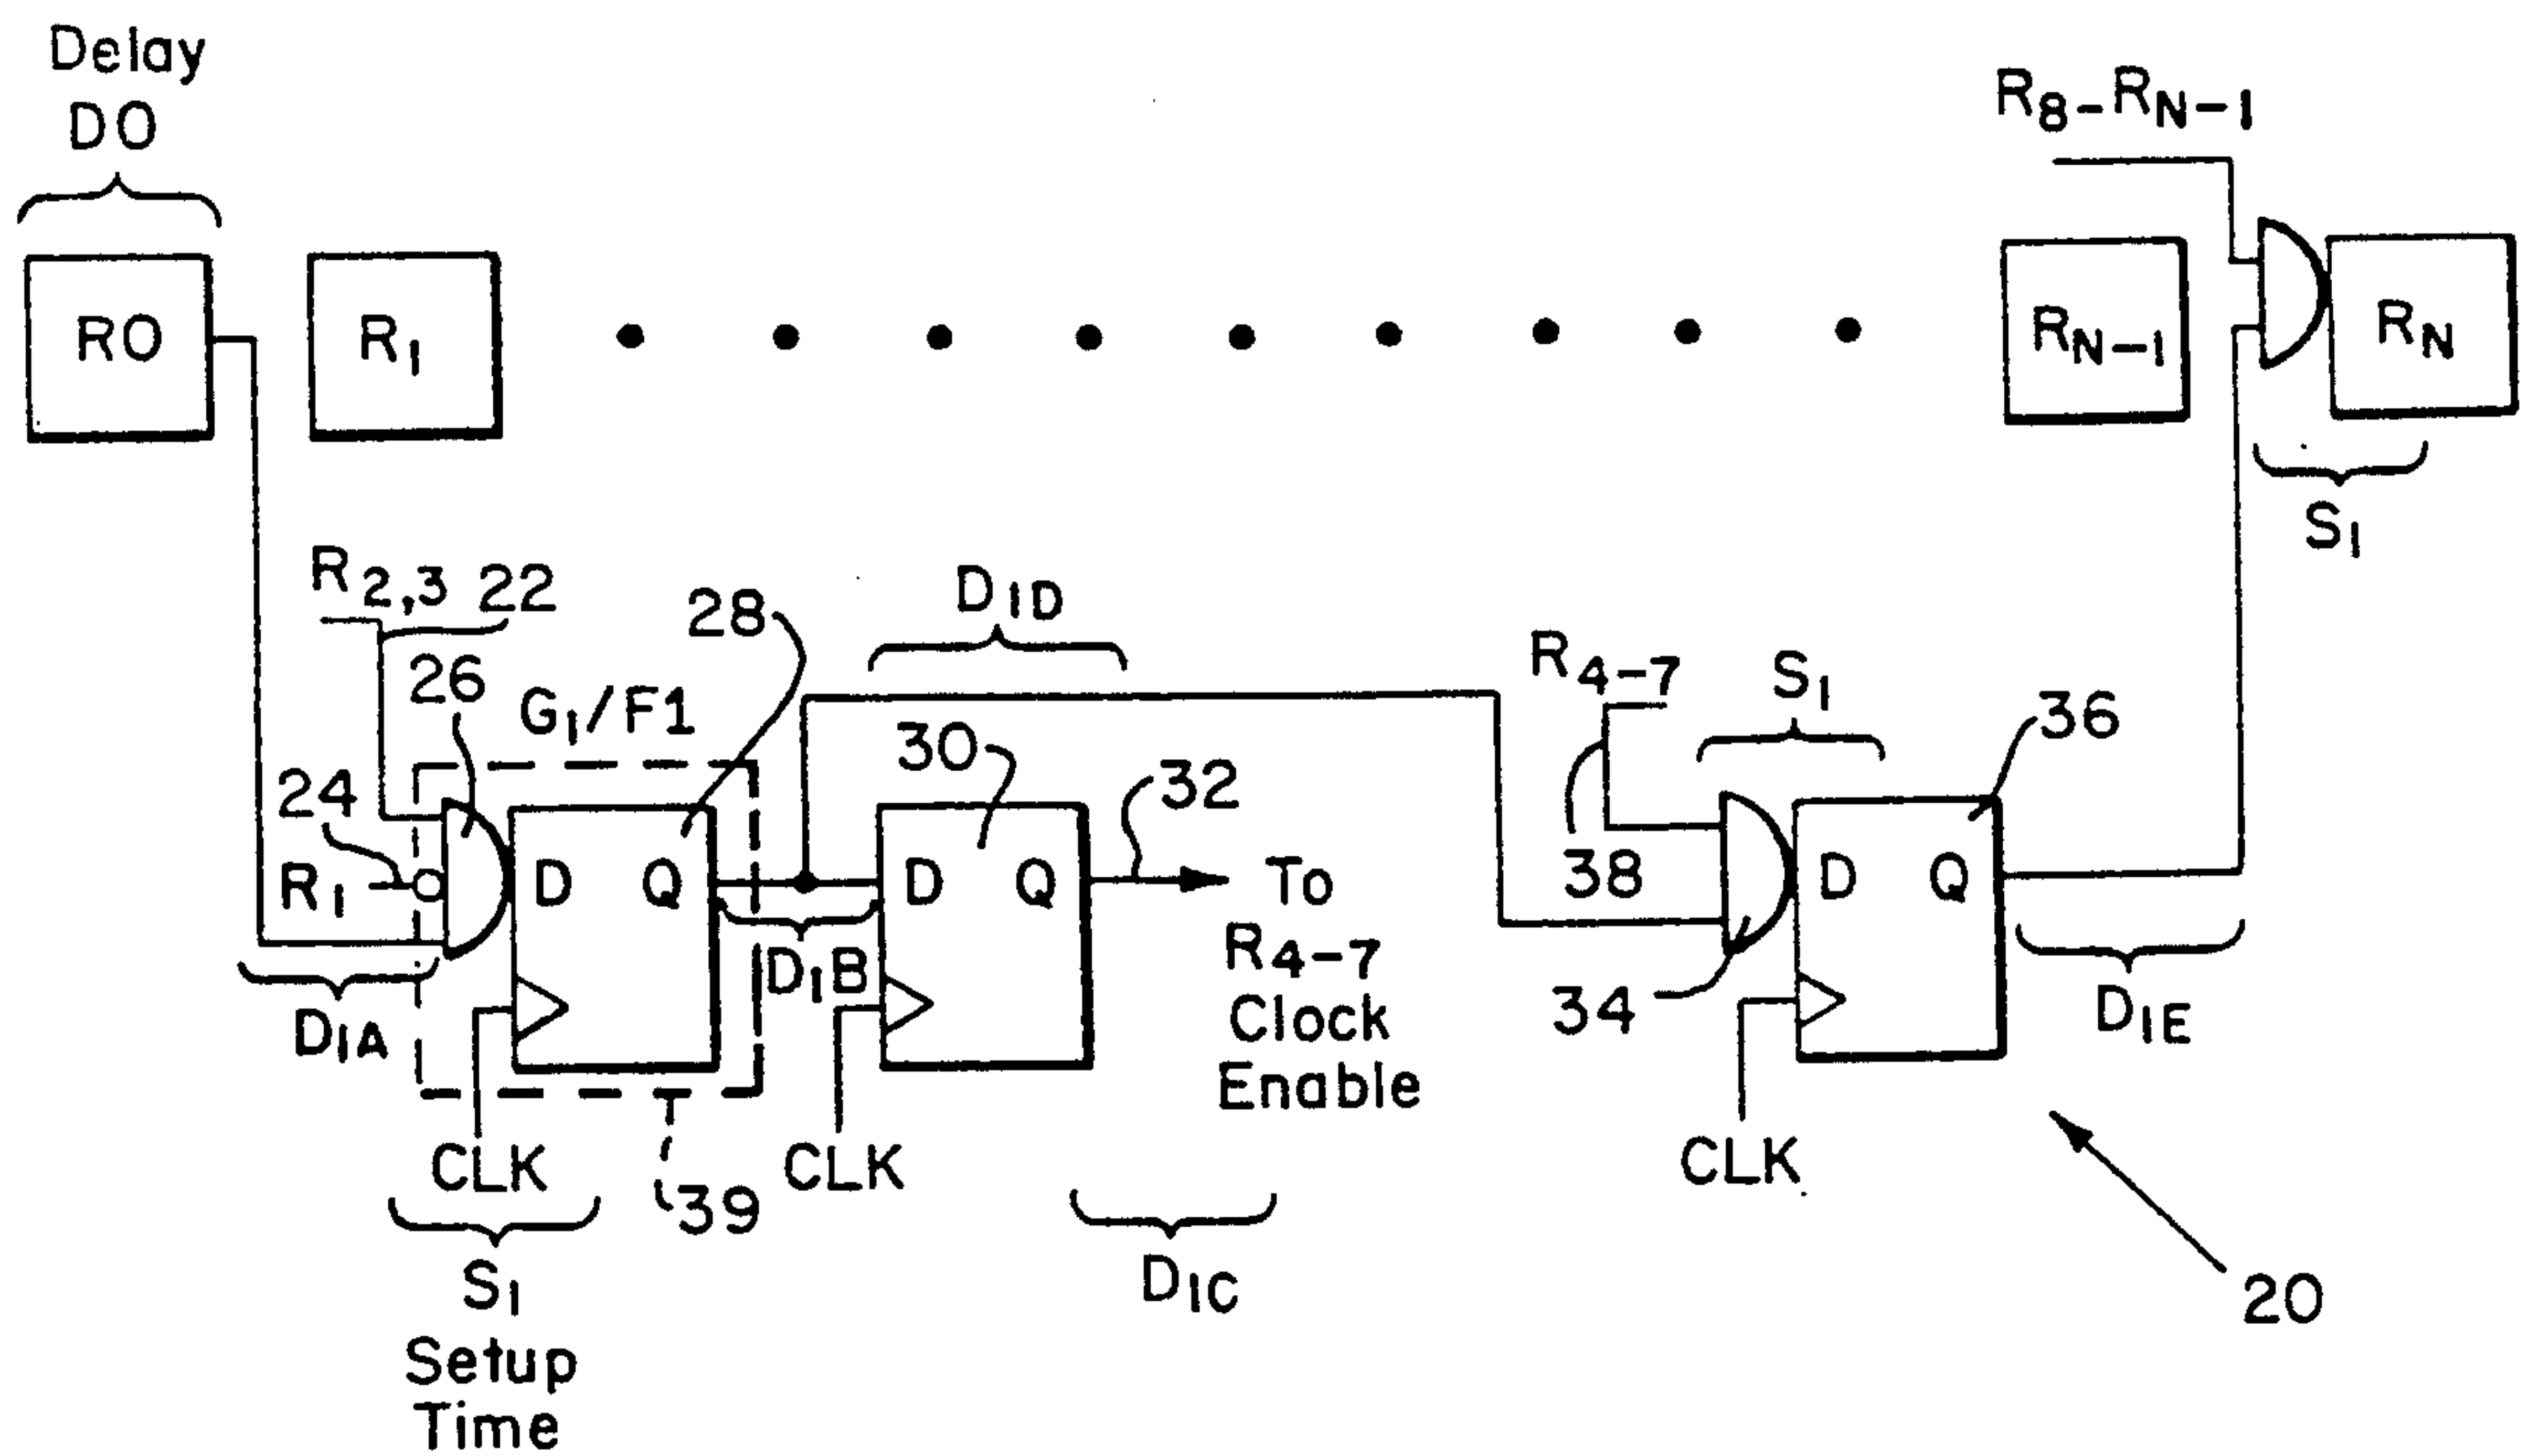 Delay
DO
R8-RN-1
RO
R1
RN-1
RN
S1
R2,3 22
28
D1D
26
G1/F1
R4-7
S1
36
30
32
24
R1
D Q
D Q
To
R4-7
Clock
Enable
38
D Q
D1A
D1B
34
D1E
CLK
39
CLK
CLK
S1
Setup
Time
D1C
20